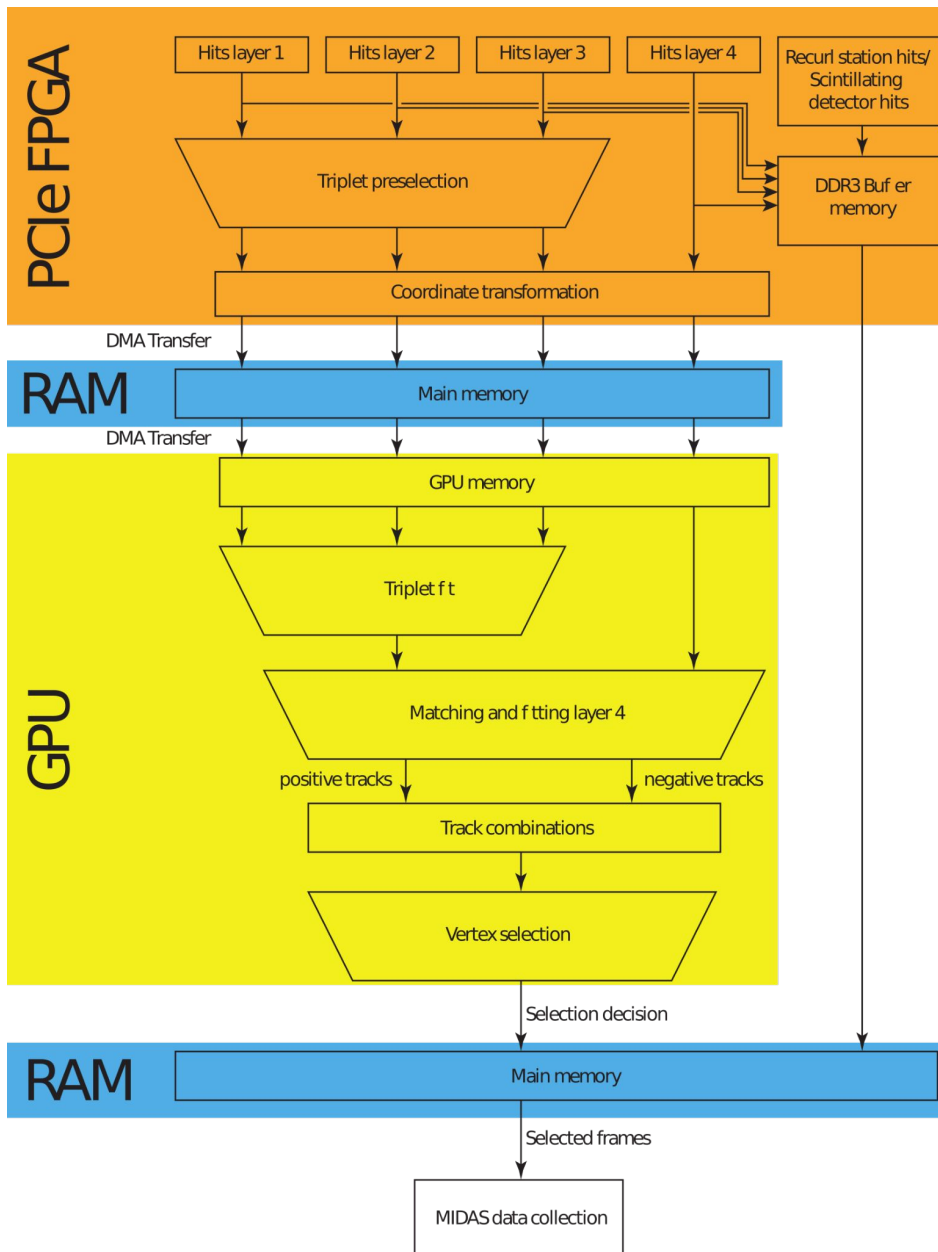 PCIe FPGA
Hits layer 1
Hits layer 2
Hits layer 3
Hits layer 4
Recurl station hits/
Scintillating
detector hits
Triplet preselection
DDR3 Buf er
memory
Coordinate transformation
DMA Transfer
RAM
Main memory
DMA Transfer
GPU
GPU memory
Triplet f t
Matching and f tting layer 4
positive tracks
negative tracks
Track combinations
Vertex selection
Selection decision
RAM
Main memory
Selected frames
MIDAS data collection